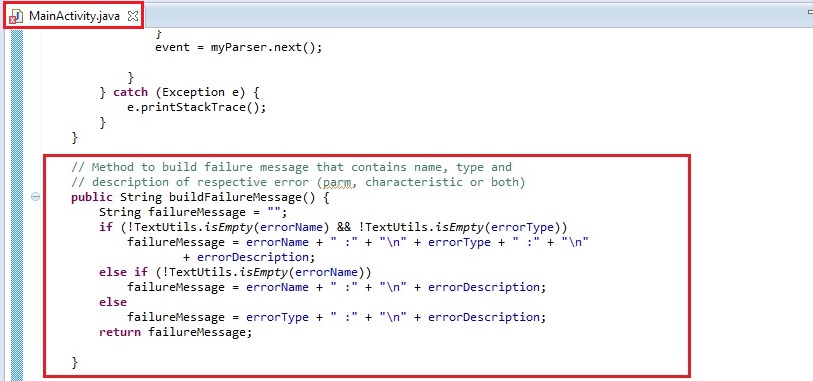 MainActivity.java
}
event = myParser.next();
}
} catch (Exception e) {
e.printStackTrace();
}
}
// Method to build failure message that contains name, type and
// description of respective error (parm, characteristic or both)
public String buildFailureMessage() {
String failureMessage = "";
if (!TextUtils.isEmpty(errorName) && !TextUtils.isEmpty(errorType))
failureMessage = errorName + " :" + "\n" + errorType + " :" + "\n"
+ errorDescription;
else if (!TextUtils.isEmpty(errorName))
failureMessage = errorName + " :" + "\n" + errorDescription;
else
failureMessage = errorType + " :" + "\n" + errorDescription;
return failureMessage;
}